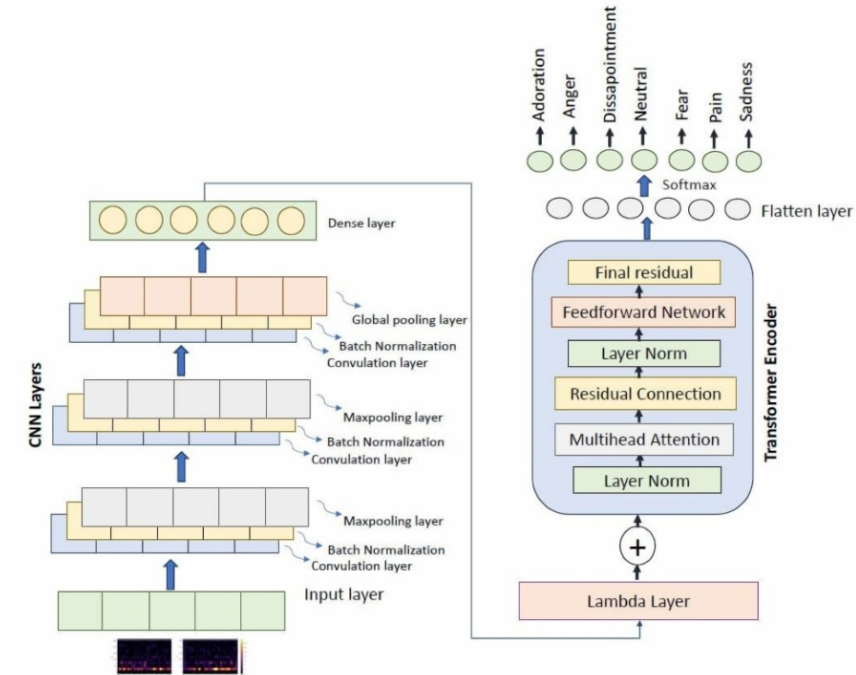 Adoration
Anger
Dissapointment
Neutral
Fear
Pain
Sadness
Softmax
Flatten layer
Dense layer
Final residual
Feedforward Network
Layer Norm
Residual Connection
Multihead Attention
Layer Norm
Transformer Encoder
+
Lambda Layer
Global pooling layer
Batch Normalization
Convulation layer
CNN Layers
Maxpooling layer
Batch Normalization
Convulation layer
Maxpooling layer
Batch Normalization
Convulation layer
Input layer